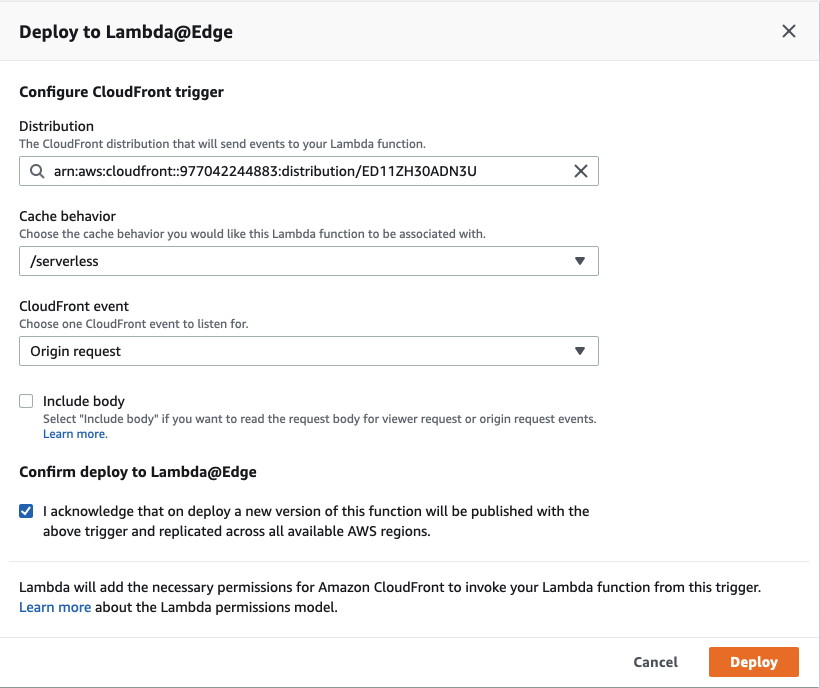 Deploy to Lambda@Edge
Configure CloudFront trigger
Distribution
The CloudFront distribution that will send events to your Lambda function.
arn:aws:cloudfront::977042244883:distribution/ED11ZH30ADN3U
Cache behavior
Choose the cache behavior you would like this Lambda function to be associated with.
/serverless
CloudFront event
Choose one CloudFront event to listen for.
Origin request
Include body
Select "Include body" if you want to read the request body for viewer request or origin request events.
Learn more.
Confirm deploy to Lambda@Edge
I acknowledge that on deploy a new version of this function will be published with the
above trigger and replicated across all available AWS regions.
Lambda will add the necessary permissions for Amazon CloudFront to invoke your Lambda function from this trigger.
Learn more about the Lambda permissions model.
Cancel Deploy